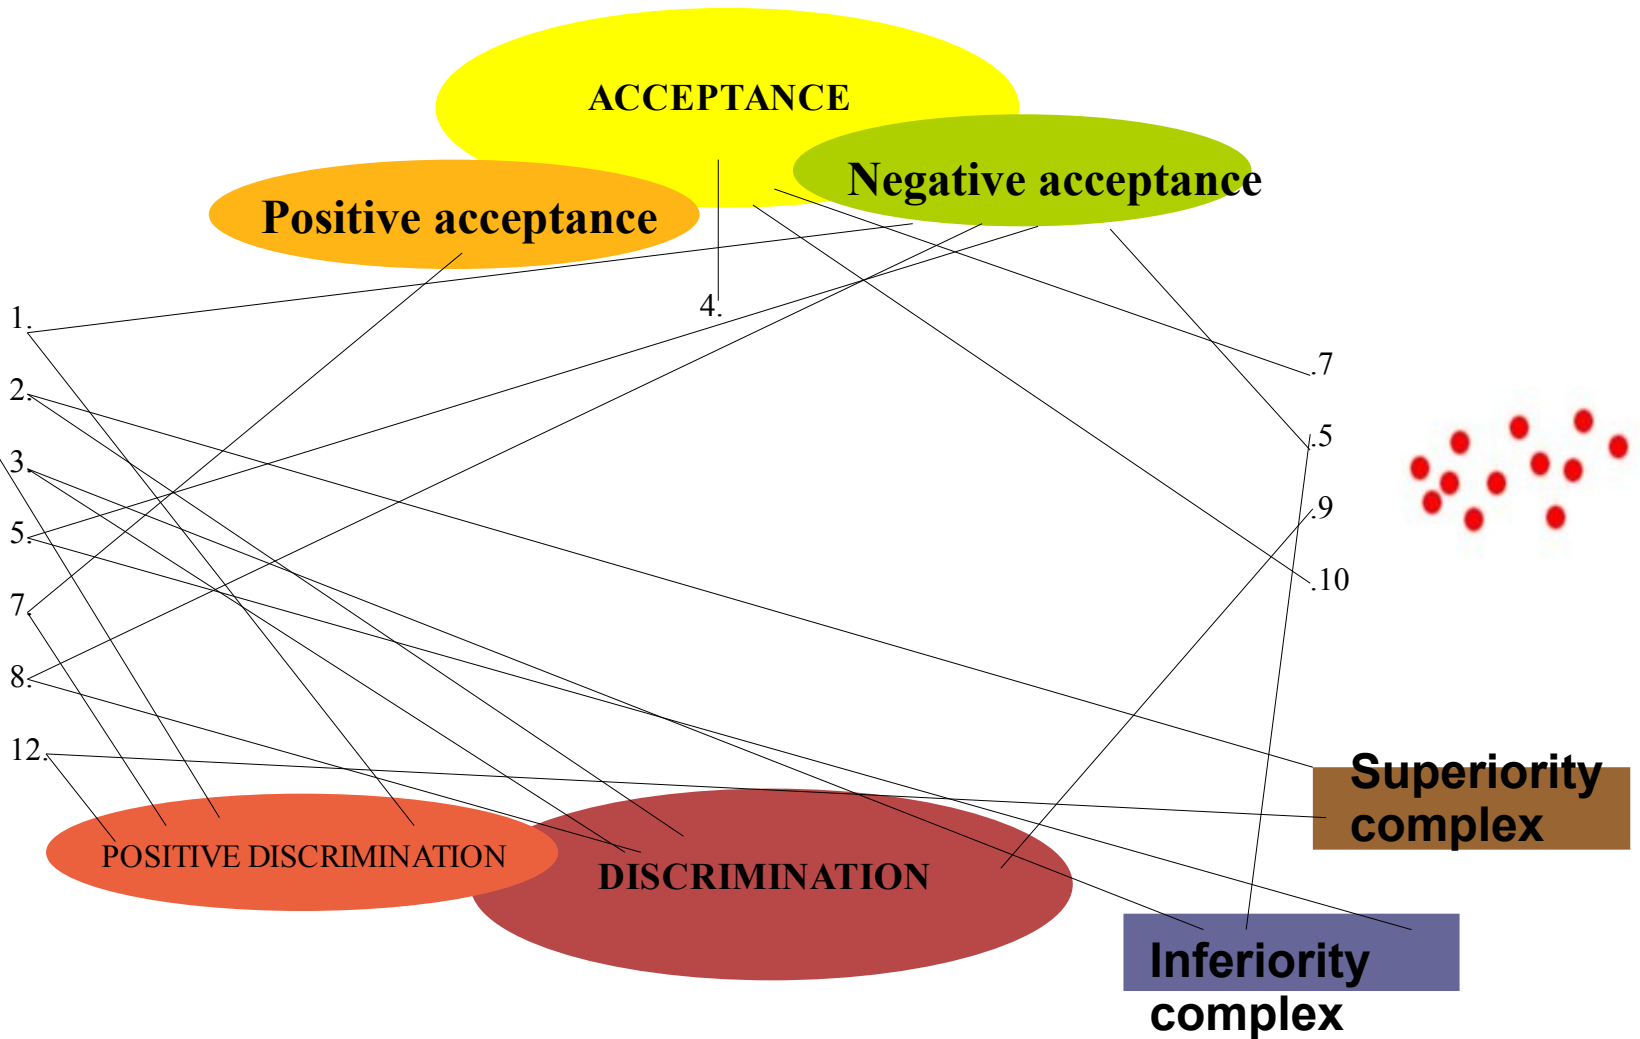 ACCEPTANCE
Negative acceptance
Positive acceptance
4.
1.
2.
3.
5.
7.
8.
12.
.7
.5
.9
.10
Superiority
complex
POSITIVE DISCRIMINATION
DISCRIMINATION
Inferiority
complex